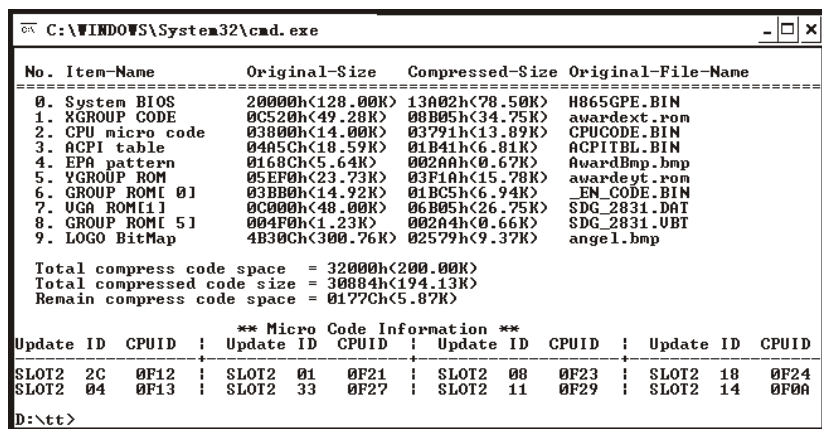 C:\WINDOWS\System32\cmd.exe
No. Item-Name Original-Size Compressed-Size Original-File-Name
================================================================================
0. System BIOS 20000h(128.00K) 13A02h(78.50K) H865GPE.BIN
1. XGROUP CODE 0C520h(49.28K) 08B05h(34.75K) awardext.rom
2. CPU micro code 03800h(14.00K) 03791h(13.89K) CPUCODE.BIN
3. ACPI table 04A5Ch(18.59K) 01B41h(6.81K) ACPITBL.BIN
4. EPA pattern 0168Ch(5.64K) 002AAh(0.67K) AwardBmp.bmp
5. YGROUP ROM 05EF0h(23.73K) 03F1Ah(15.78K) awardeyt.rom
6. GROUP ROM[ 0] 03BB0h(14.92K) 01BC5h(6.94K) _EN_CODE.BIN
7. VGA ROM[1] 0C000h(48.00K) 06B05h(26.75K) SDG_2831.DAT
8. GROUP ROM[ 5] 004F0h(1.23K) 002A4h(0.66K) SDG_2831.VBT
9. LOGO BitMap 4B30Ch(300.76K) 02579h(9.37K) angel.bmp
Total compress code space = 32000h(200.00K)
Total compressed code size = 30884h(194.13K)
Remain compress code space = 0177Ch(5.87K)
** Micro Code Information **
Update ID CPUID | Update ID CPUID | Update ID CPUID | Update ID CPUID
------------------+--------------------+--------------------+-------------------
SLOT2 2C 0F12 | SLOT2 01 0F21 | SLOT2 08 0F23 | SLOT2 18 0F24
SLOT2 04 0F13 | SLOT2 33 0F27 | SLOT2 11 0F29 | SLOT2 14 0F0A
D:\tt>